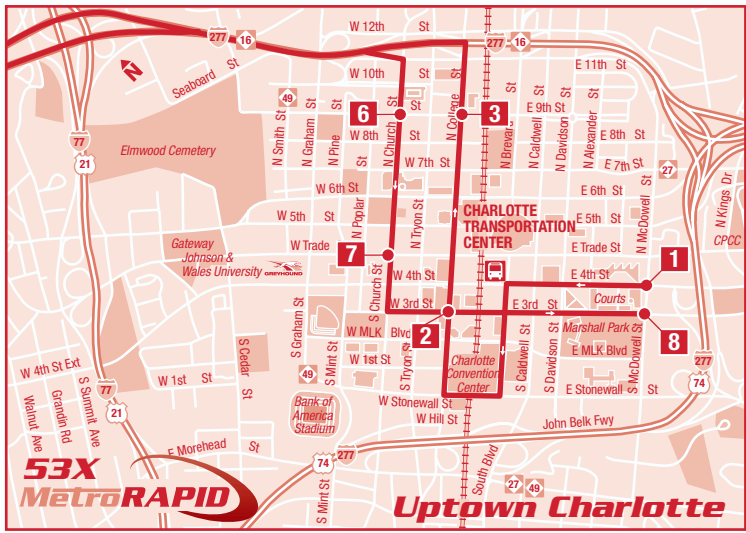 W 12th St
277
16
277
16
W 10th St
E 11th St
Seaboard St
N
49
6
3
N Smith St
N Graham St
N Pine
N Church St
N College St
N Brevard St
N Caldwell St
E 9th St
N Davidson St
N Alexander St
W 8th St
E 8th St
77
21
Elmwood Cemetery
W 7th St
E 7th St
27
W 6th St
E 6th St
N McDowell St
N Kings Dr
W 5th St
N Poplar St
N Tryon St
CHARLOTTE
TRANSPORTATION
CENTER
E 5th St
CPCC
Gateway
Johnson &
Wales University
GREYHOUND
W Trade
7
E Trade St
1
W 4th St
E 4th St
S Church St
W 3rd St
E 3rd St
Courts
S Graham St
2
W MLK Blvd
Marshall Park
8
W 4th St Ext
S Cedar St
S Mint St
W 1st St
S Tryon St
Charlotte
Convention
Center
S Caldwell St
S Davidson St
E MLK Blvd
S McDowell St
277
74
49
W 1st St
77
21
Walnut Ave
Grandin Rd
S Summit Ave
W Stonewall St
E Stonewall St
Bank of
America
Stadium
W Hill St
John Belk Fwy
E Morehead St
74
277
South Blvd
27
49
S Mint St
53X
MetroRAPID
Uptown Charlotte